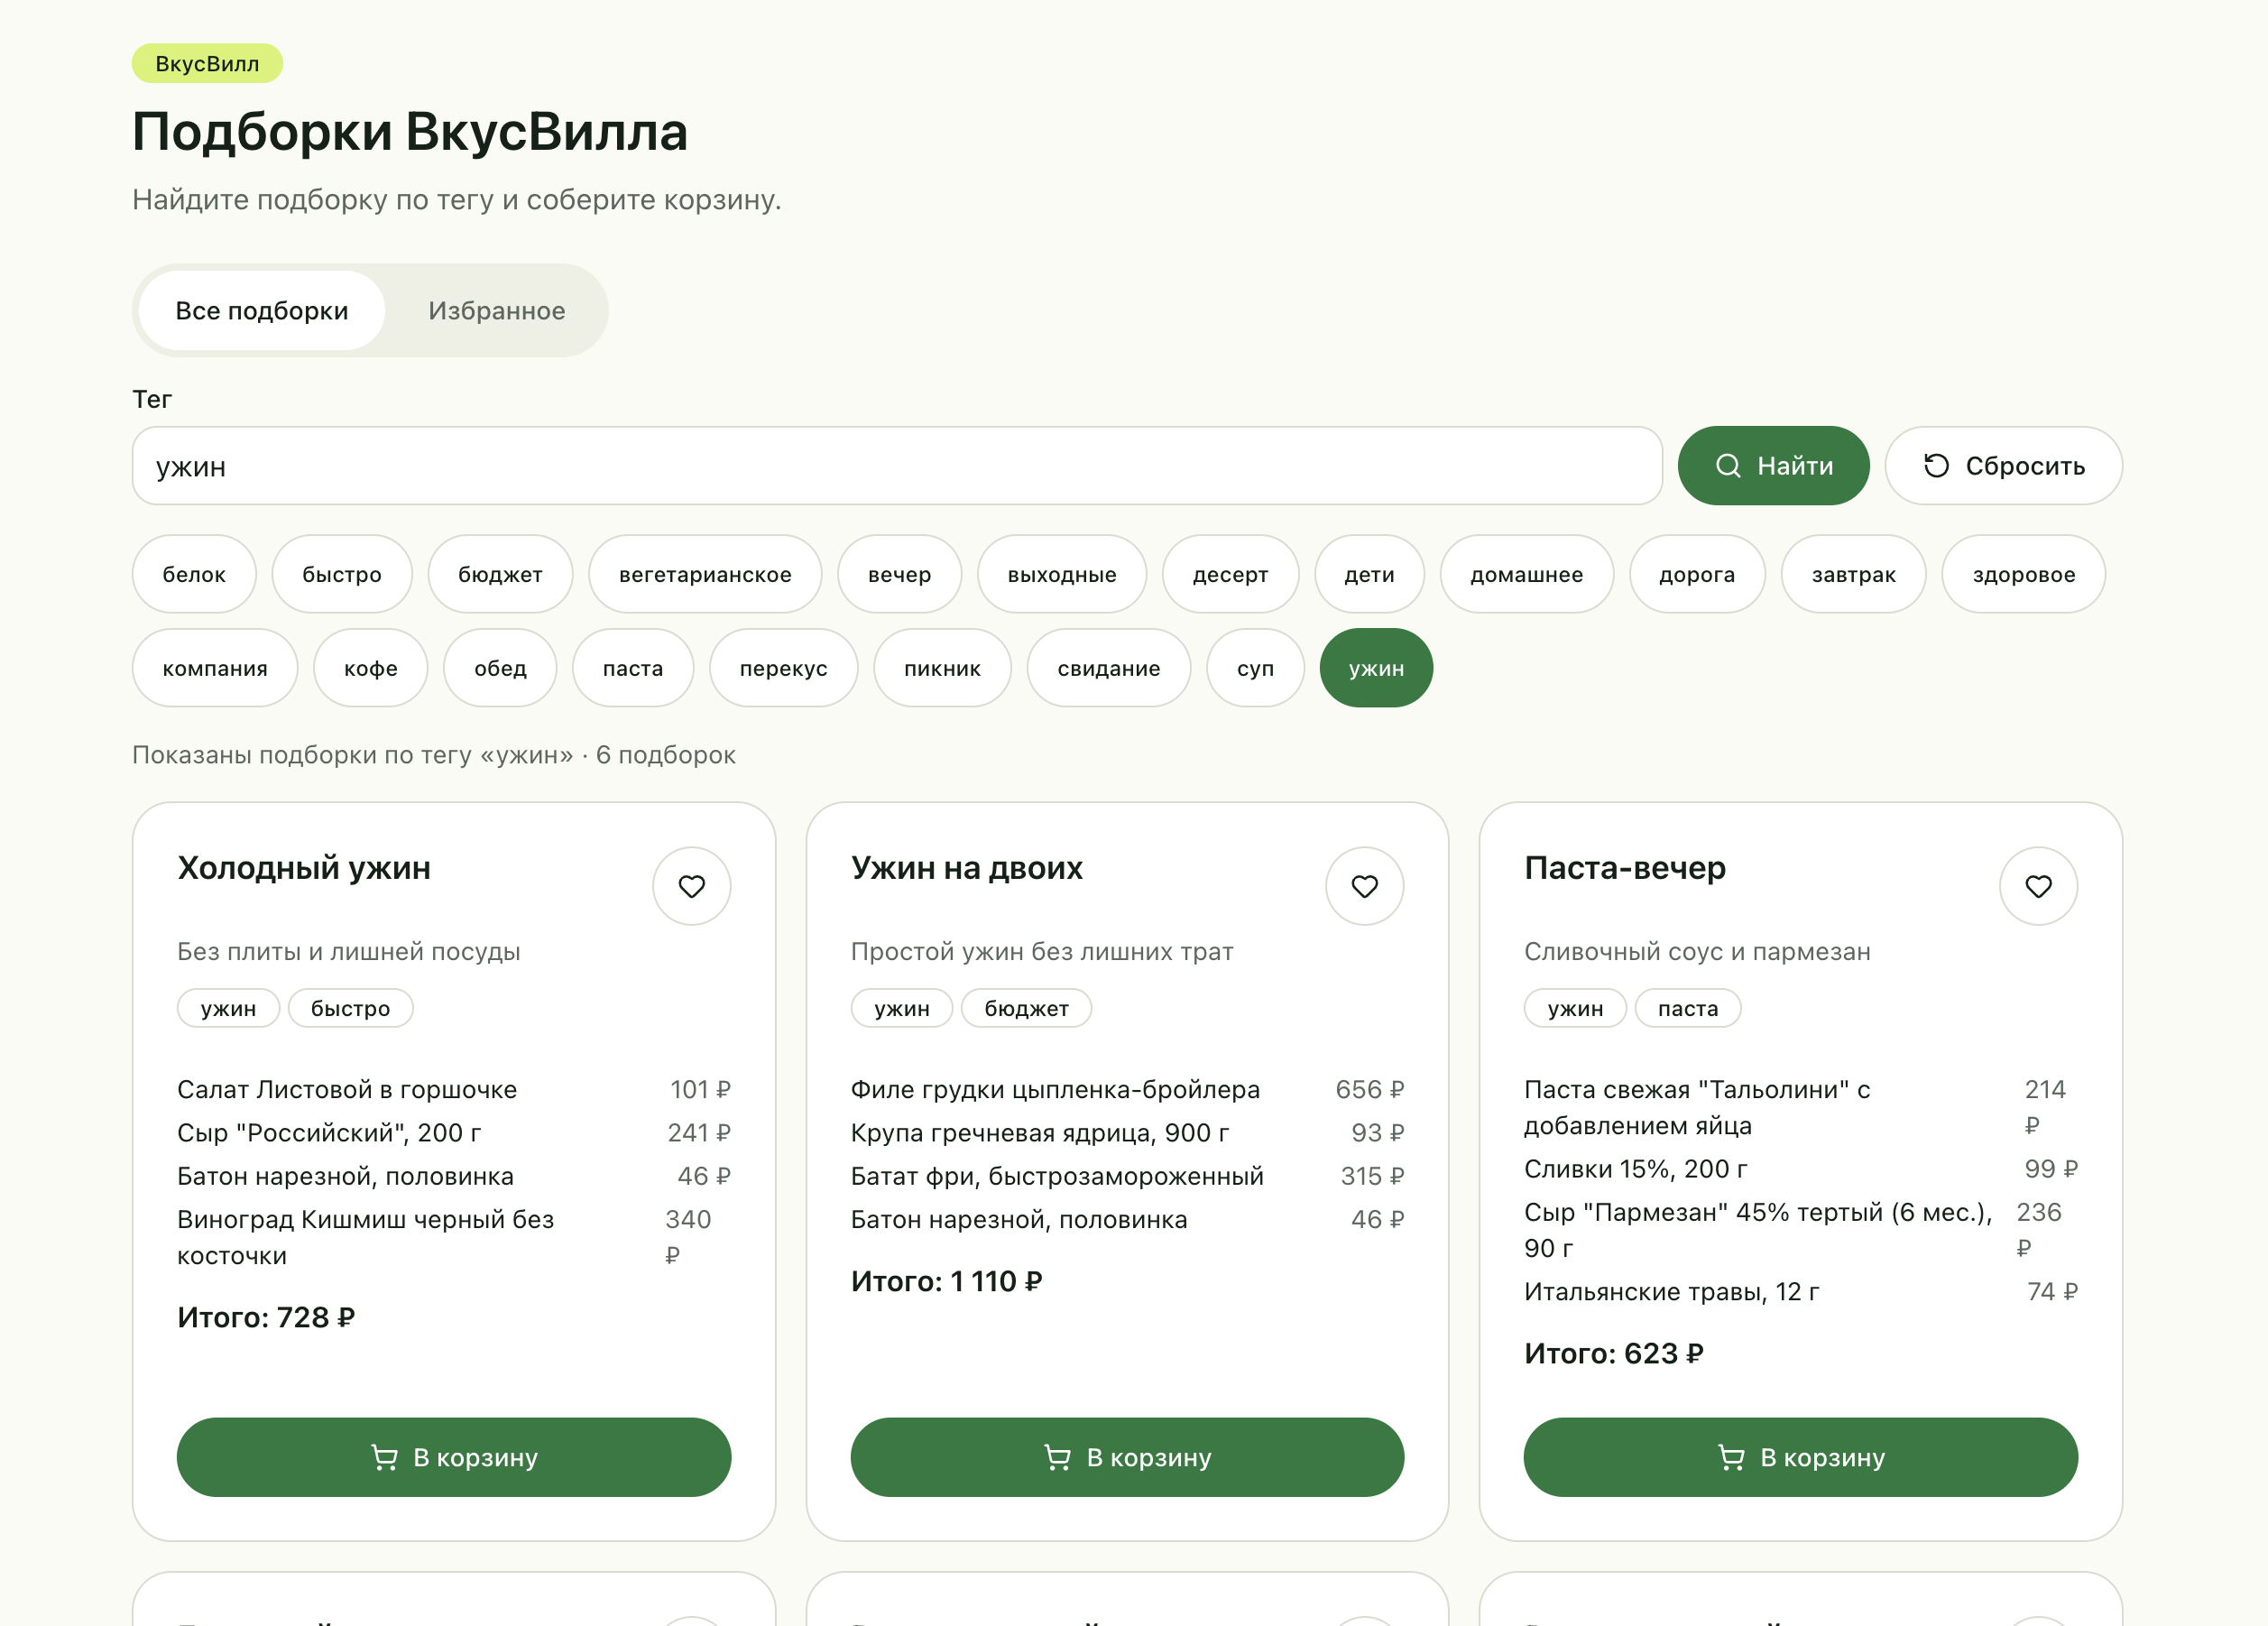 ВкусВилл
Подборки ВкусВилла
Найдите подборку по тегу и соберите корзину.
Все подборки
Избранное
Тег
ужин
Найти
Сбросить
белок
быстро
бюджет
вегетарианское
вечер
выходные
десерт
дети
домашнее
дорога
завтрак
здоровое
компания
кофе
обед
паста
перекус
пикник
свидание
суп
ужин
Показаны подборки по тегу «ужин» · 6 подборок
Холодный ужин
Без плиты и лишней посуды
ужин
быстро
Салат Листовой в горшочке 101 ₽
Сыр "Российский", 200 г 241 ₽
Батон нарезной, половинка 46 ₽
Виноград Кишмиш черный без 340
косточки ₽
Итого: 728 ₽
В корзину
Ужин на двоих
Простой ужин без лишних трат
ужин
бюджет
Филе грудки цыпленка-бройлера 656 ₽
Крупа гречневая ядрица, 900 г 93 ₽
Батат фри, быстрозамороженный 315 ₽
Батон нарезной, половинка 46 ₽
Итого: 1 110 ₽
В корзину
Паста-вечер
Сливочный соус и пармезан
ужин
паста
Паста свежая "Тальолини" с 214
добавлением яйца ₽
Сливки 15%, 200 г 99 ₽
Сыр "Пармезан" 45% тертый (6 мес.), 236
90 г ₽
Итальянские травы, 12 г 74 ₽
Итого: 623 ₽
В корзину